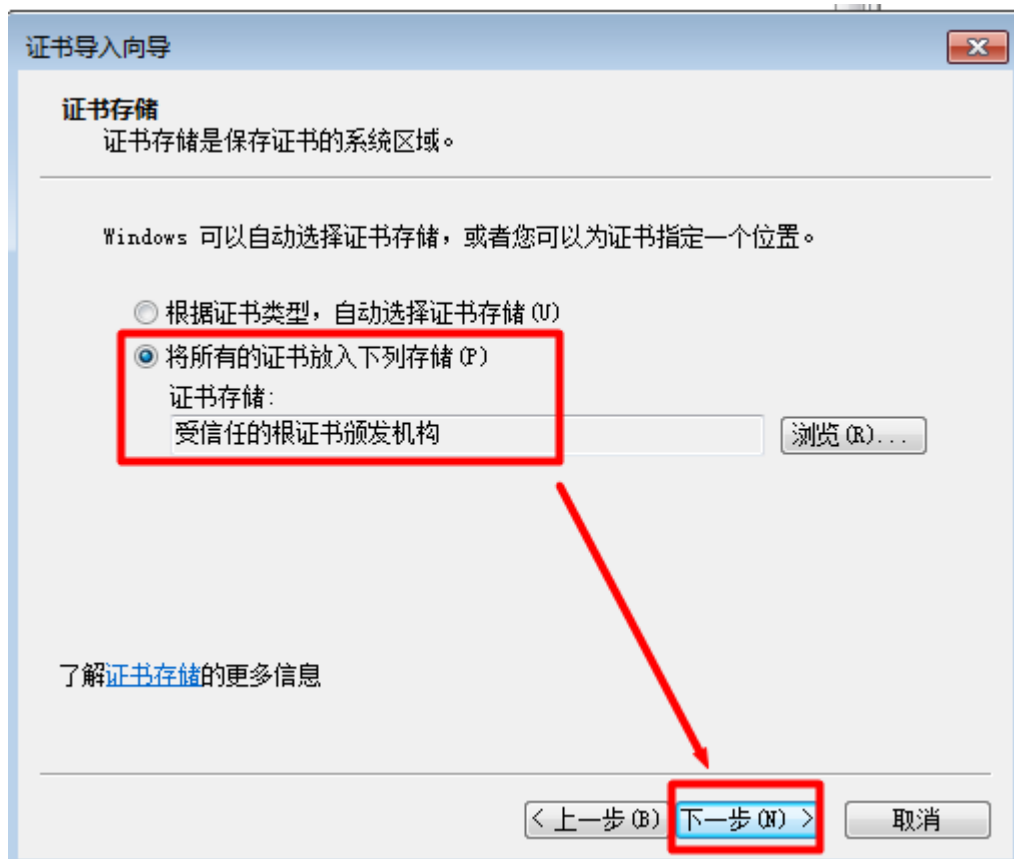 证书导入向导
证书存储
证书存储是保存证书的系统区域。
Windows 可以自动选择证书存储，或者您可以为证书指定一个位置。
根据证书类型，自动选择证书存储(U)
将所有的证书放入下列存储(P)
证书存储:
受信任的根证书颁发机构 浏览(R)...
了解证书存储的更多信息
< 上一步(B) 下一步(N) > 取消